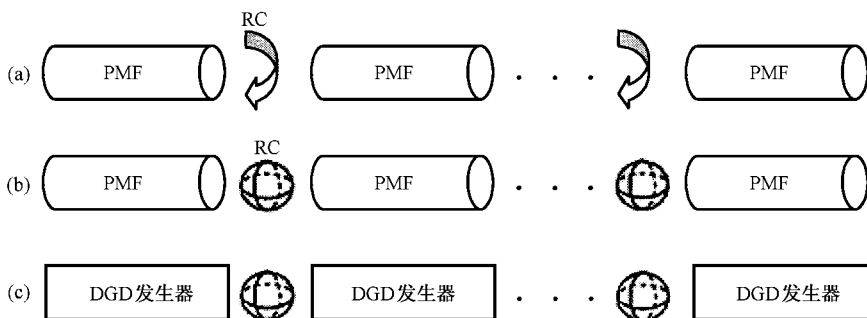 RC
(a) PMF PMF . . . PMF
RC
(b) PMF PMF . . . PMF
(c) DGD发生器 DGD发生器 . . . DGD发生器